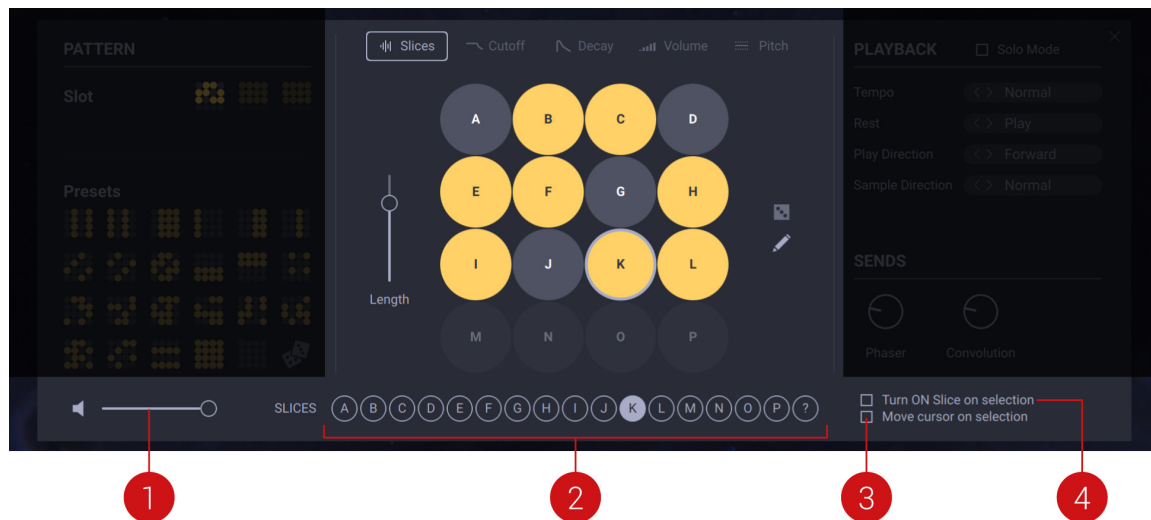 PATTERN
Slot
Presets
Slices Cutoff Decay Volume Pitch
A B C D
E F G H
I J K L
M N O P
Length
PLAYBACK Solo Mode
Tempo < > Normal
Rest < > Play
Play Direction < > Forward
Sample Direction < > Normal
SENDS
Phaser Convolution
SLICES A B C D E F G H I J K L M N O P ?
Turn ON Slice on selection
Move cursor on selection
1 2 3 4